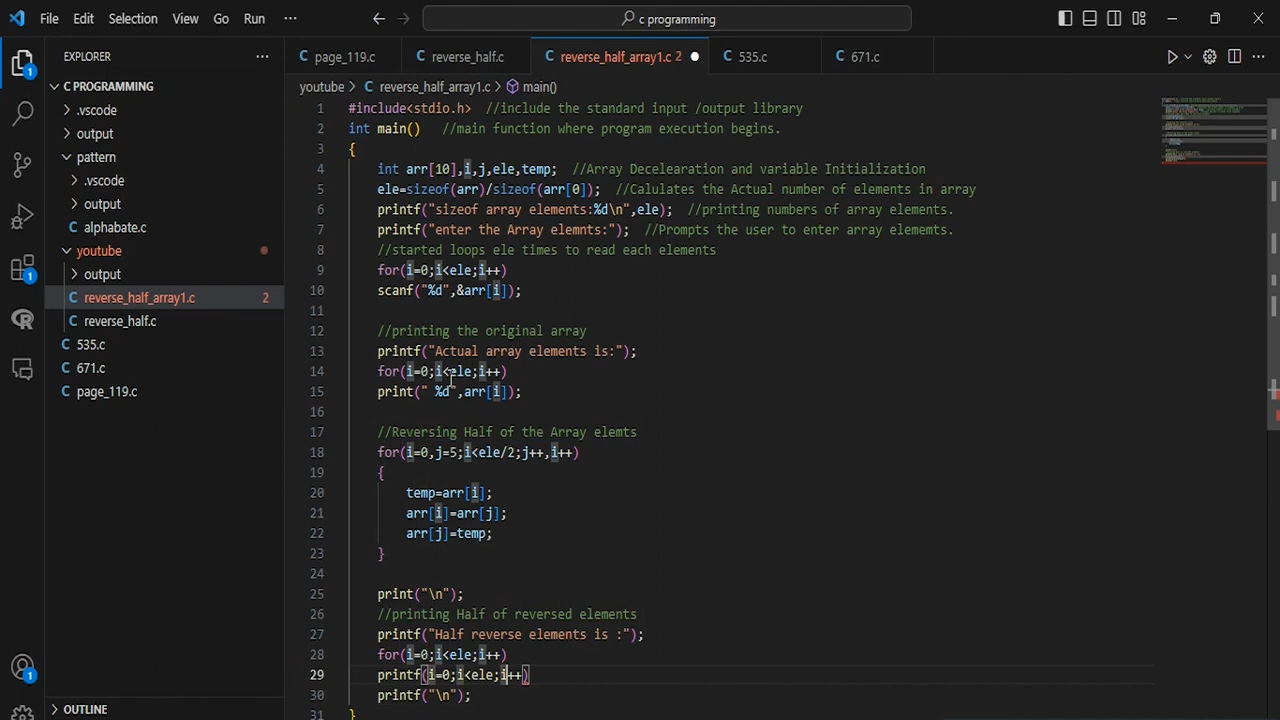 File Edit Selection View Go Run ··· c programming
EXPLORER ···
page_119.c reverse_half.c reverse_half_array1.c 2 535.c 671.c
C PROGRAMMING
.vscode
output
pattern
.vscode
output
alphabate.c
youtube
output
reverse_half_array1.c 2
reverse_half.c
535.c
671.c
page_119.c
OUTLINE
1
1
1
youtube > C reverse_half_array1.c > main()
1 #include<stdio.h>  //include the standard input /output library
2 int main()   //main function where program execution begins.
3 {
4 int arr[10],i,j,ele,temp;  //Array Decelearation and variable Initialization
5 ele=sizeof(arr)/sizeof(arr[0]);  //Calulates the Actual number of elements in array
6 printf("sizeof array elements:%d\n",ele);  //printing numbers of array elements.
7 printf("enter the Array elemnts:");  //Prompts the user to enter array elememts.
8 //started loops ele times to read each elements
9 for(i=0;i<ele;i++)
10 scanf("%d",&arr[i]);
11
12 //printing the original array
13 printf("Actual array elements is:");
14 for(i=0;i<ele;i++)
15 print(" %d",arr[i]);
16
17 //Reversing Half of the Array elemts
18 for(i=0,j=5;i<ele/2;j++,i++)
19 {
20 temp=arr[i];
21 arr[i]=arr[j];
22 arr[j]=temp;
23 }
24
25 print("\n");
26 //printing Half of reversed elements
27 printf("Half reverse elements is :");
28 for(i=0;i<ele;i++)
29 printf(i=0;i<ele;i++)
30 printf("\n");
31 }